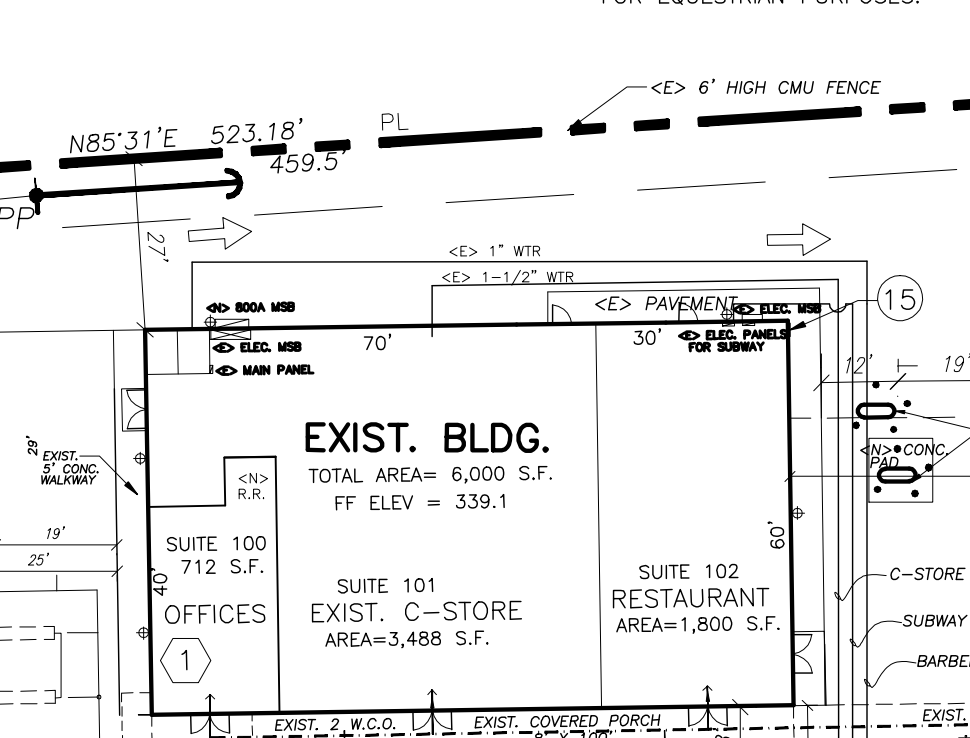 FOR EQUESTRIAN PURPOSES.
<E> 6' HIGH CMU FENCE
PL
N85°31'E 523.18'
459.5'
PP
27'
<E> 1" WTR
<E> 1-1/2" WTR
<N> 800A MSB
<E> PAVEMENT
<E> ELEC. MSB
15
<E> ELEC. MSB
70'
30'
<E> ELEC. PANELS
FOR SUBWAY
<E> MAIN PANEL
12'
19'
EXIST. BLDG.
TOTAL AREA= 6,000 S.F.
FF ELEV = 339.1
29'
EXIST.
5' CONC.
WALKWAY
<N>
R.R.
<N> CONC.
PAD
19'
25'
60'
40'
SUITE 100
712 S.F.
OFFICES
1
SUITE 101
EXIST. C-STORE
AREA=3,488 S.F.
SUITE 102
RESTAURANT
AREA=1,800 S.F.
C-STORE
SUBWAY
EXIST. 2 W.C.O.
EXIST. COVERED PORCH
8' X 100'
EXIST.